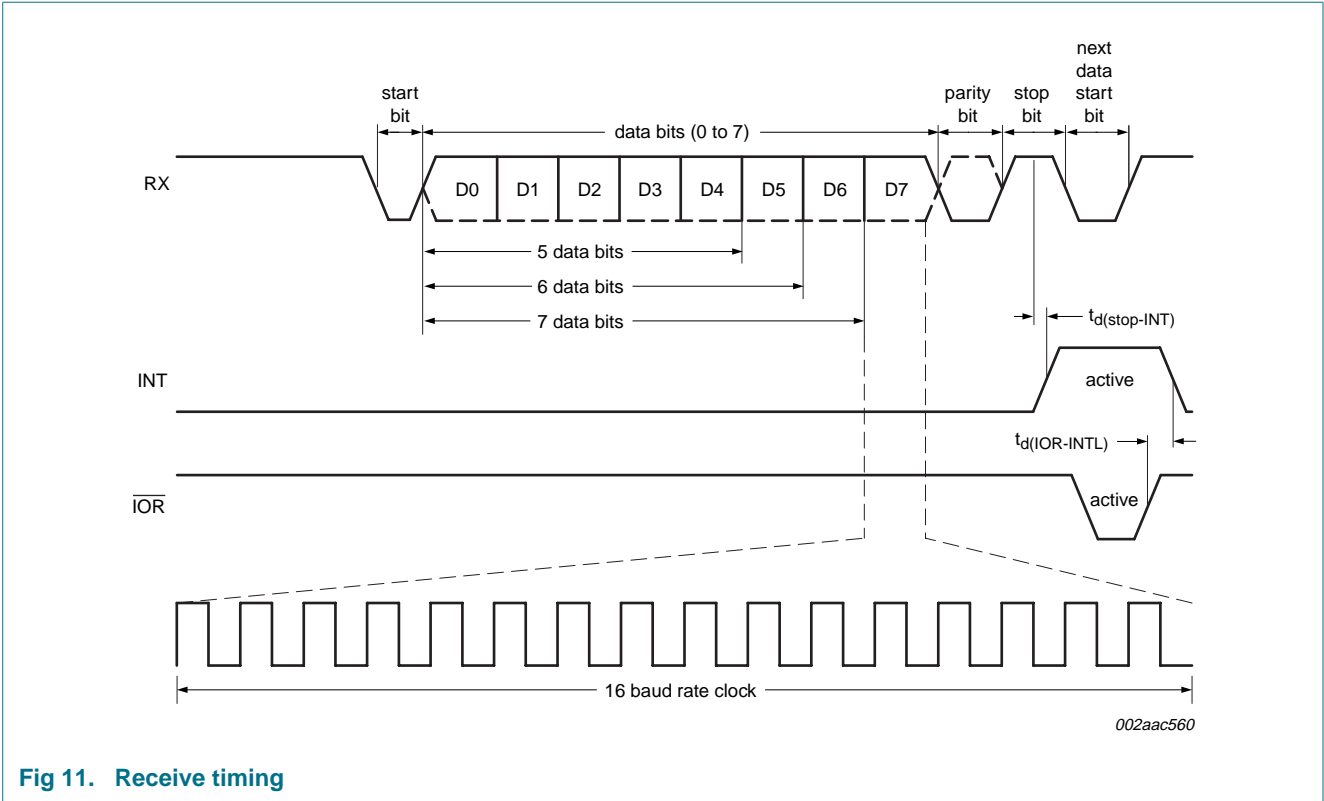 next
data
start
bit
start
bit
parity
bit
stop
bit
data bits (0 to 7)
RX
D0 D1 D2 D3 D4 D5 D6 D7
5 data bits
6 data bits
7 data bits
td(stop-INT)
INT
active
td(IOR-INTL)
IOR
active
16 baud rate clock
002aac560
Fig 11. Receive timing